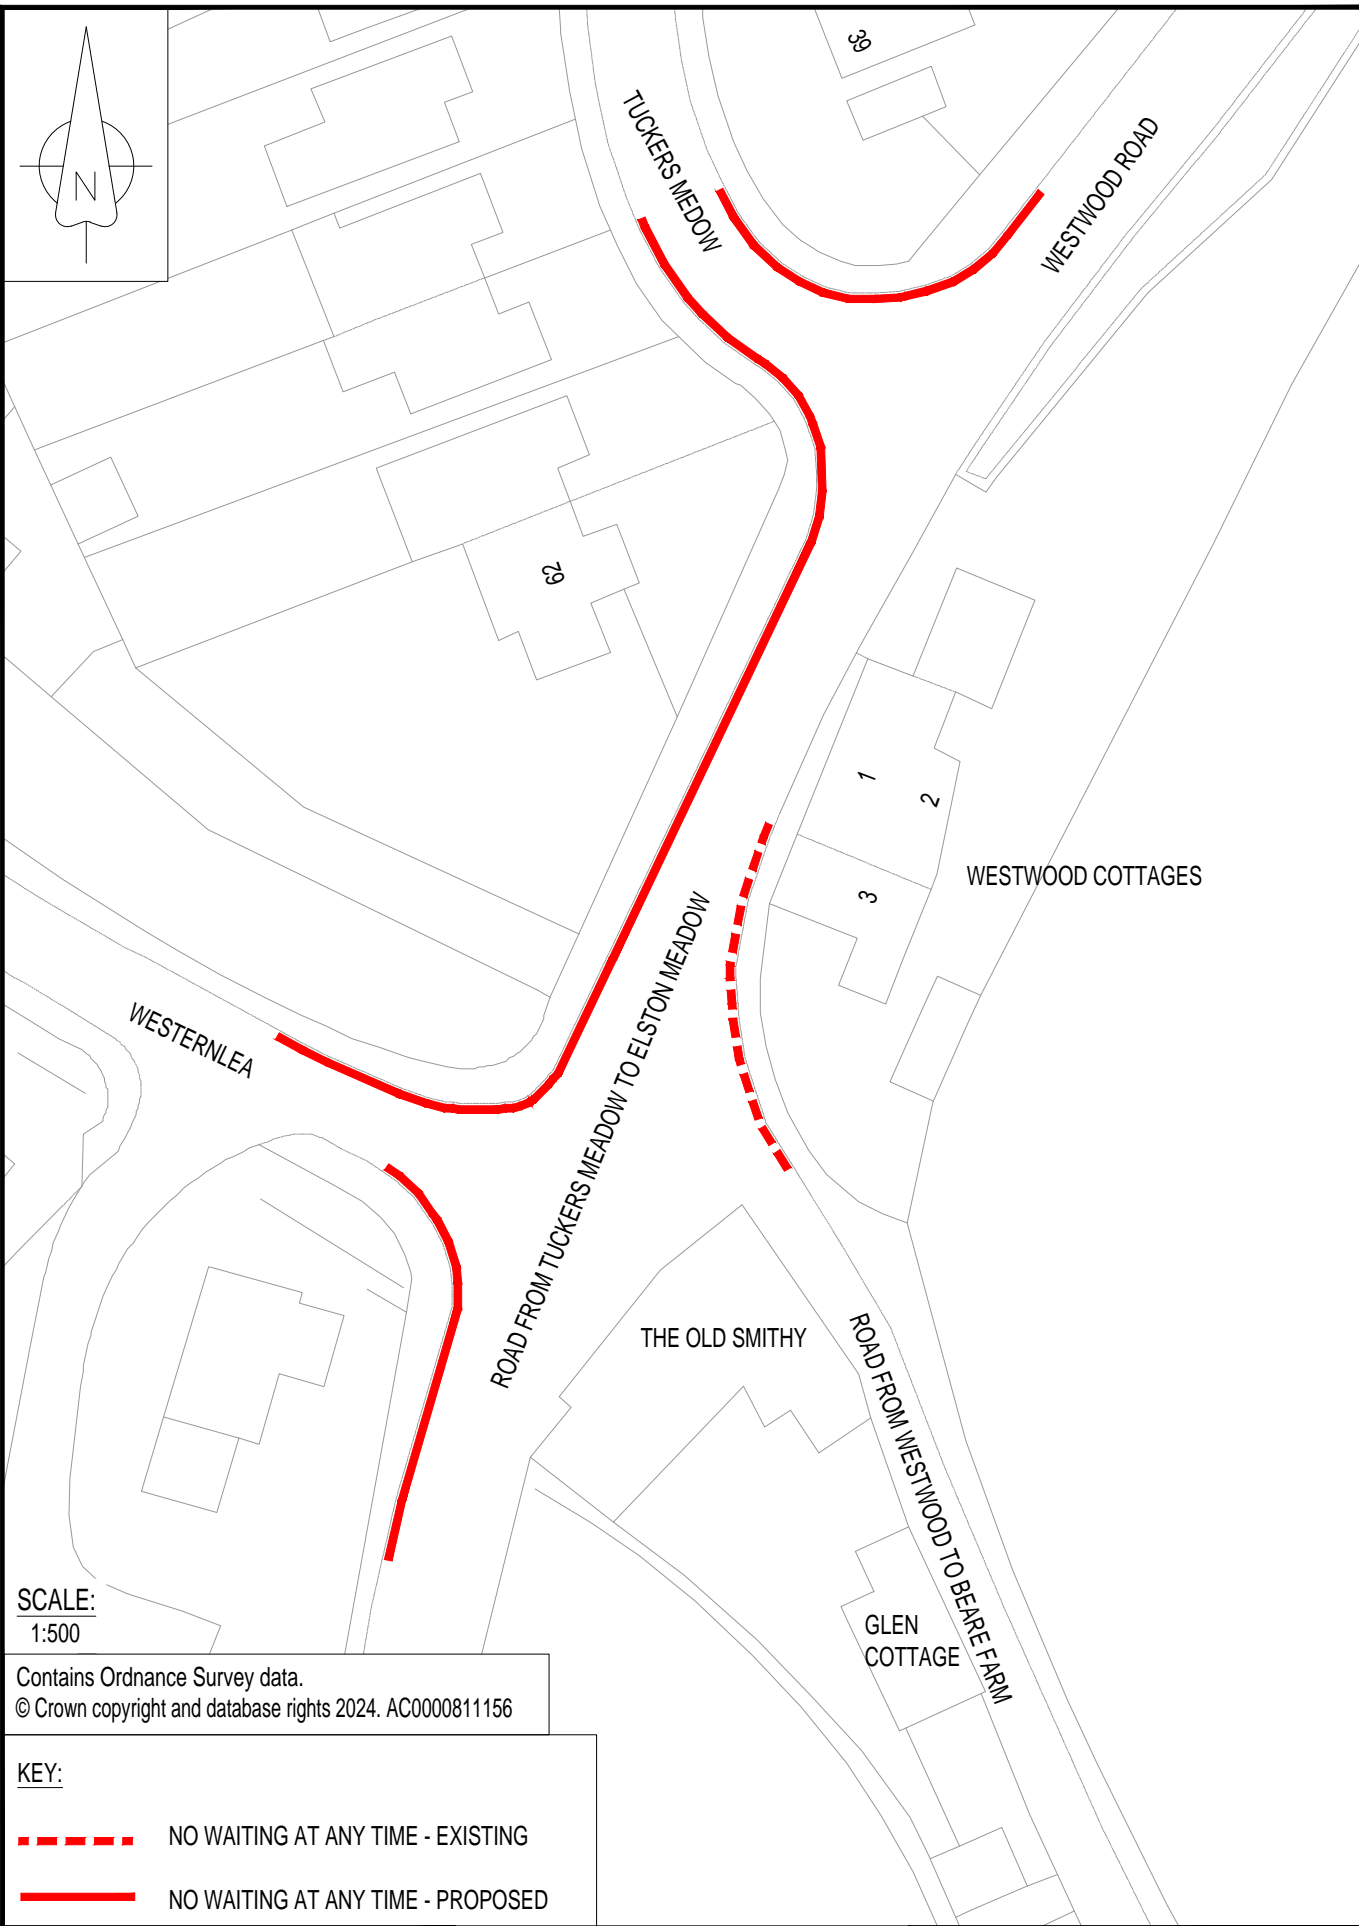 N
39
TUCKERS MEDOW
WESTWOOD ROAD
62
1
2
3
WESTWOOD COTTAGES
WESTERNLEA
ROAD FROM TUCKERS MEADOW TO ELSTON MEADOW
THE OLD SMITHY
ROAD FROM WESTWOOD TO BEARE FARM
GLEN
COTTAGE
SCALE:
1:500
Contains Ordnance Survey data.
© Crown copyright and database rights 2024. AC0000811156
KEY:
NO WAITING AT ANY TIME - EXISTING
NO WAITING AT ANY TIME - PROPOSED